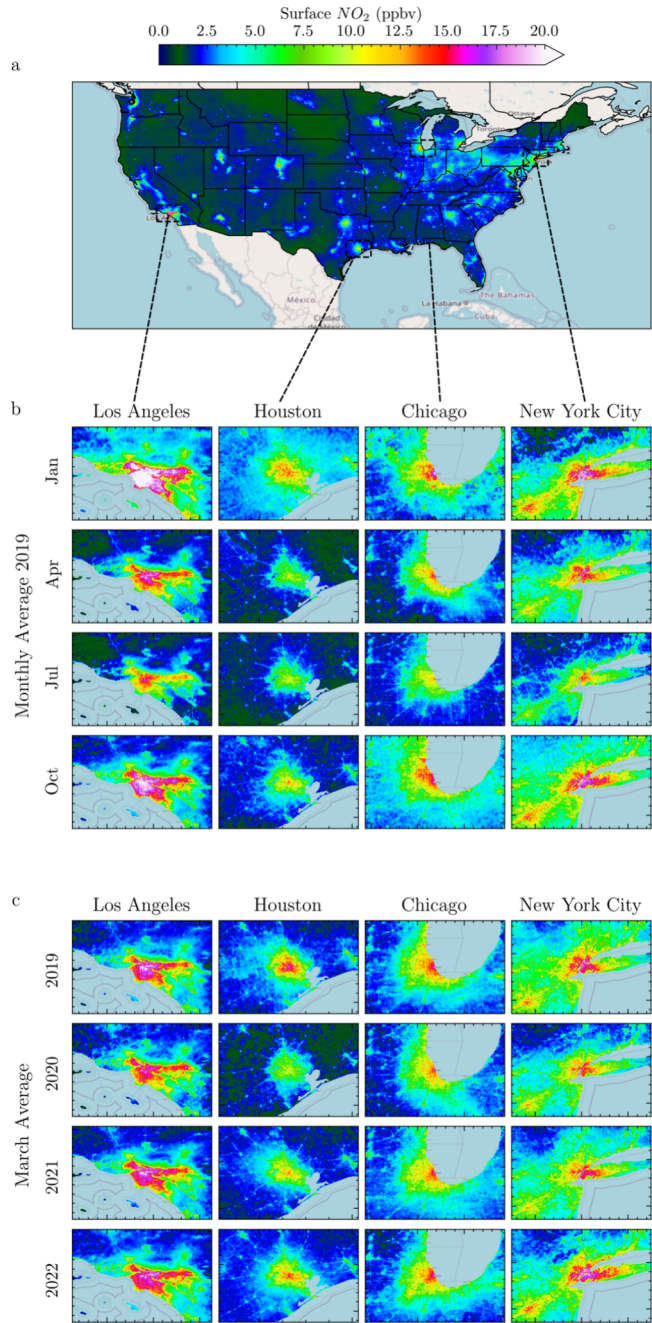 Surface NO₂ (ppbv)
0.0 2.5 5.0 7.5 10.0 12.5 15.0 17.5 20.0
a
Ottawa
Toronto
México
Ciudad
de México
La Habana
The Bahamas
Cuba
b
Los Angeles Houston Chicago New York City
Monthly Average 2019
Jan
Apr
Jul
Oct
c
Los Angeles Houston Chicago New York City
March Average
2019
2020
2021
2022